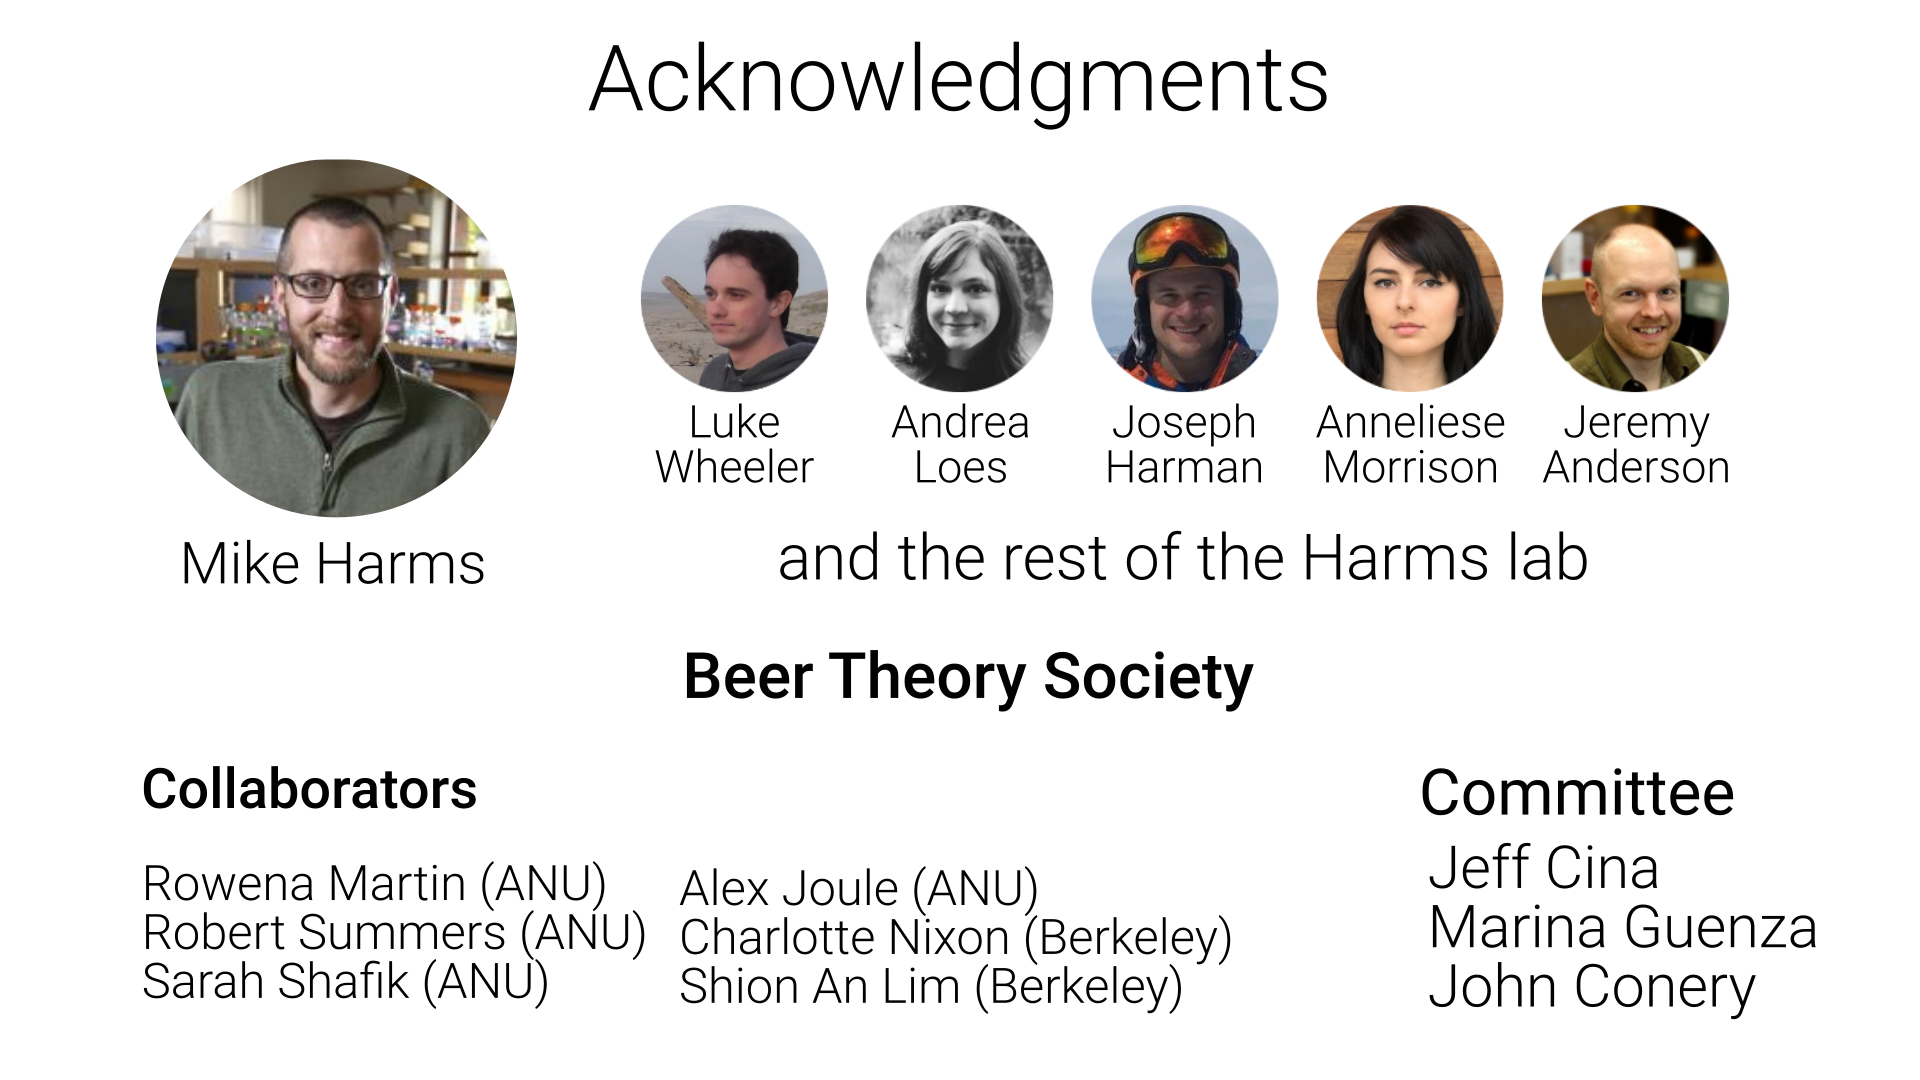 Acknowledgments
Mike Harms
Luke
Wheeler
Andrea
Loes
Joseph
Harman
Anneliese
Morrison
Jeremy
Anderson
and the rest of the Harms lab
Beer Theory Society
Collaborators
Rowena Martin (ANU)
Robert Summers (ANU)
Sarah Shafik (ANU)
Alex Joule (ANU)
Charlotte Nixon (Berkeley)
Shion An Lim (Berkeley)
Committee
Jeff Cina
Marina Guenza
John Conery